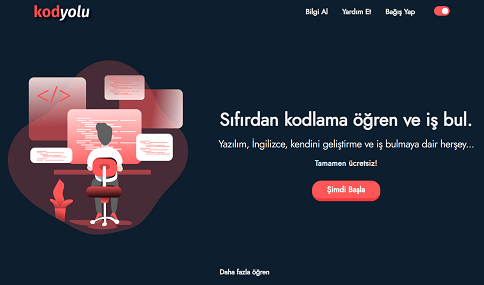 kodyolu
Bilgi Al Yardım Et Bağış Yap
</>
Sıfırdan kodlama öğren ve iş bul.
Yazılım, İngilizce, kendini geliştirme ve iş bulmaya dair herşey...
Tamamen ücretsiz!
Şimdi Başla
Daha fazla öğren